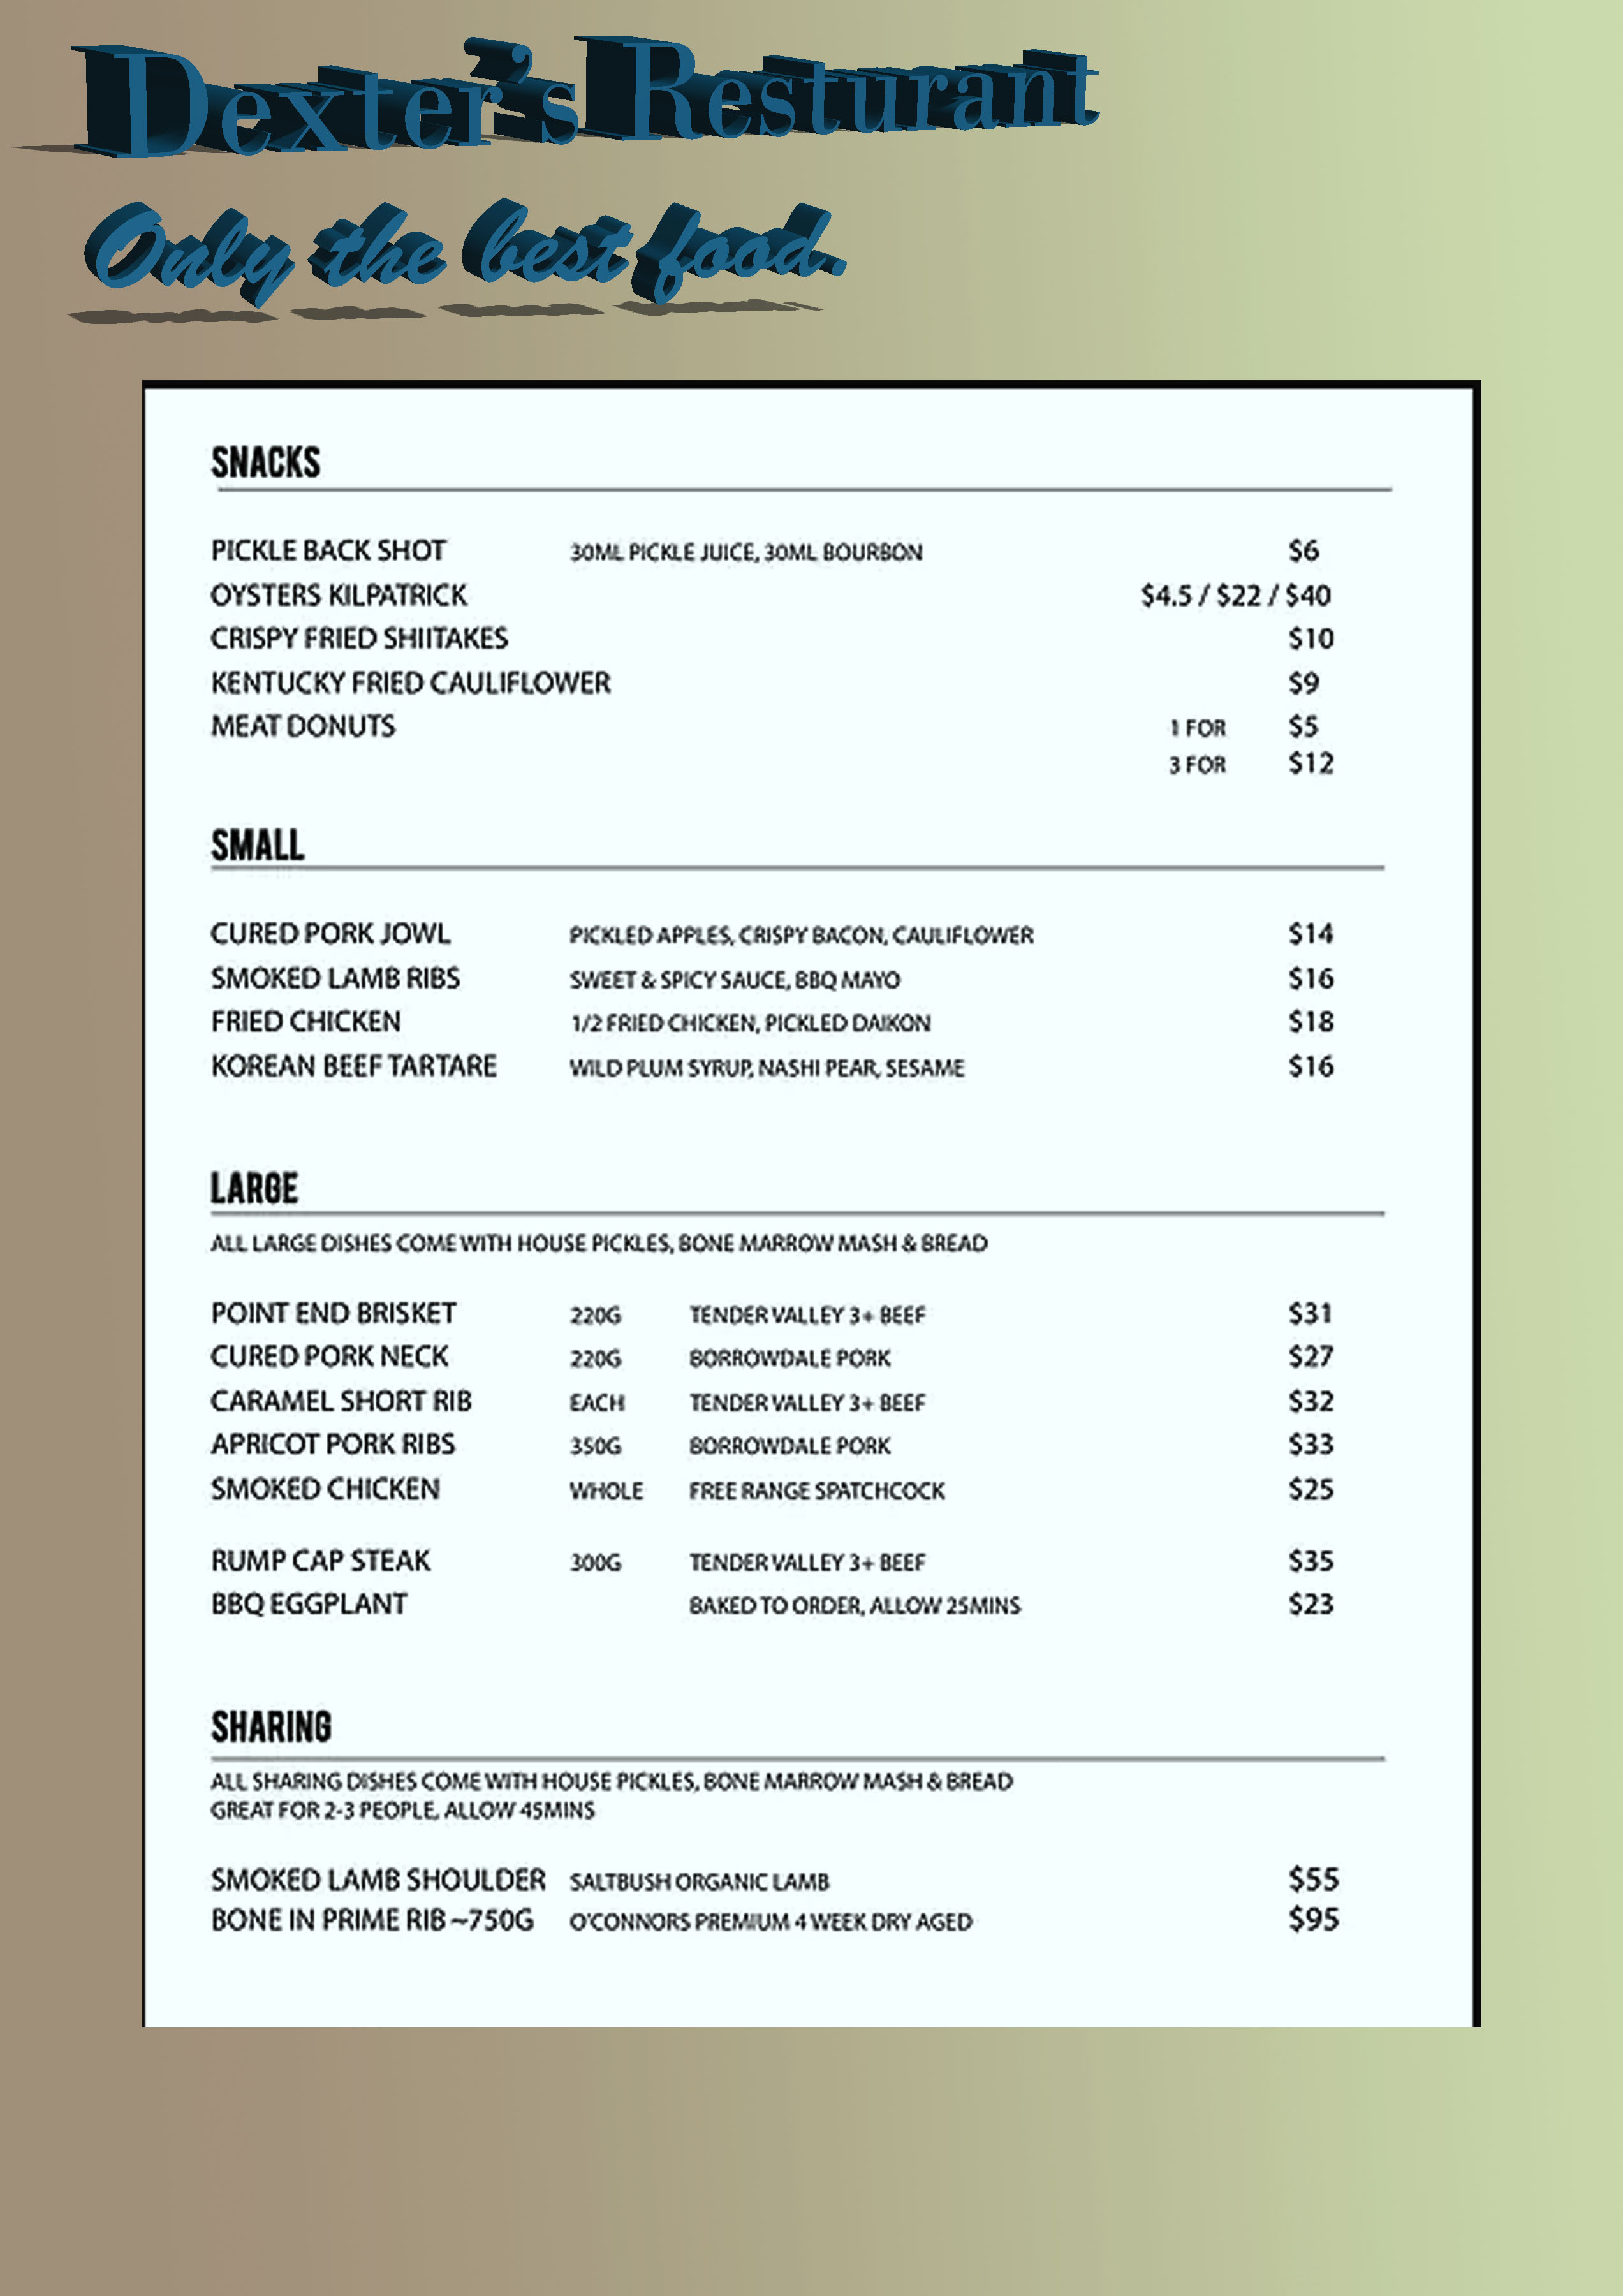 Dexter's Resturant
Only the best food.
SNACKS
PICKLE BACK SHOT 30ML PICKLE JUICE, 30ML BOURBON $6
OYSTERS KILPATRICK $4.5 / $22 / $40
CRISPY FRIED SHIITAKES $10
KENTUCKY FRIED CAULIFLOWER $9
MEAT DONUTS 1 FOR $5
3 FOR $12
SMALL
CURED PORK JOWL PICKLED APPLES, CRISPY BACON, CAULIFLOWER $14
SMOKED LAMB RIBS SWEET & SPICY SAUCE, BBQ MAYO $16
FRIED CHICKEN 1/2 FRIED CHICKEN, PICKLED DAIKON $18
KOREAN BEEF TARTARE WILD PLUM SYRUP, NASHI PEAR, SESAME $16
LARGE
ALL LARGE DISHES COME WITH HOUSE PICKLES, BONE MARROW MASH & BREAD
POINT END BRISKET 220G TENDER VALLEY 3+ BEEF $31
CURED PORK NECK 220G BORROWDALE PORK $27
CARAMEL SHORT RIB EACH TENDER VALLEY 3+ BEEF $32
APRICOT PORK RIBS 350G BORROWDALE PORK $33
SMOKED CHICKEN WHOLE FREE RANGE SPATCHCOCK $25
RUMP CAP STEAK 300G TENDER VALLEY 3+ BEEF $35
BBQ EGGPLANT BAKED TO ORDER, ALLOW 25MINS $23
SHARING
ALL SHARING DISHES COME WITH HOUSE PICKLES, BONE MARROW MASH & BREAD
GREAT FOR 2-3 PEOPLE, ALLOW 45MINS
SMOKED LAMB SHOULDER SALTBUSH ORGANIC LAMB $55
BONE IN PRIME RIB ~750G O'CONNORS PREMIUM 4 WEEK DRY AGED $95